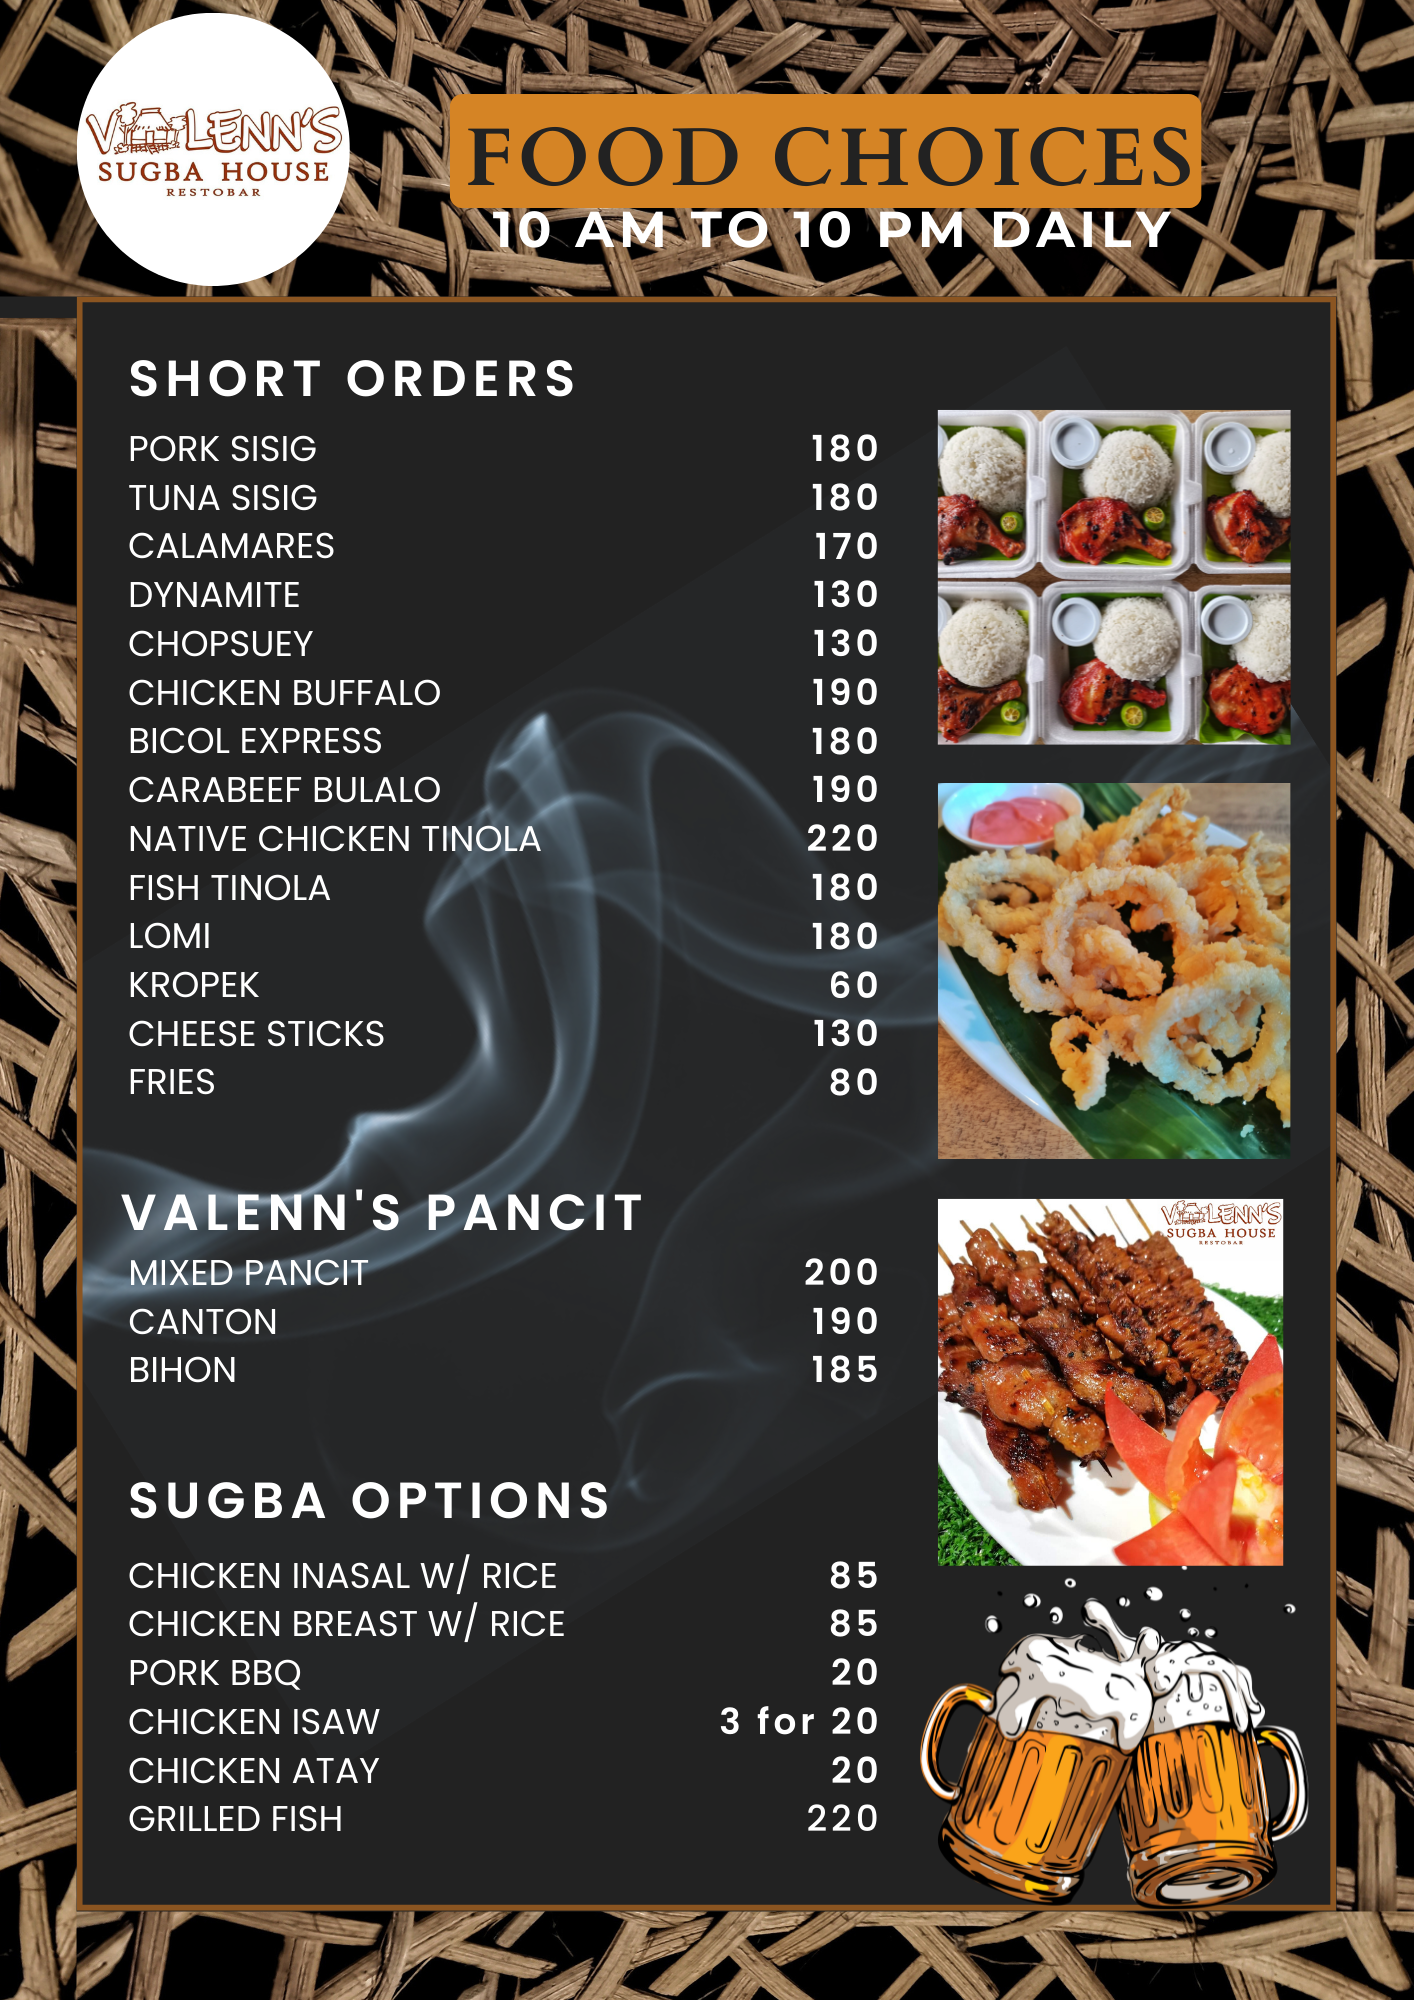 VALENN'S
SUGBA HOUSE
RESTOBAR
FOOD CHOICES
10 AM TO 10 PM DAILY
SHORT ORDERS
PORK SISIG 180
TUNA SISIG 180
CALAMARES 170
DYNAMITE 130
CHOPSUEY 130
CHICKEN BUFFALO 190
BICOL EXPRESS 180
CARABEEF BULALO 190
NATIVE CHICKEN TINOLA 220
FISH TINOLA 180
LOMI 180
KROPEK 60
CHEESE STICKS 130
FRIES 80
VALENN'S PANCIT
MIXED PANCIT 200
CANTON 190
BIHON 185
SUGBA OPTIONS
CHICKEN INASAL W/ RICE 85
CHICKEN BREAST W/ RICE 85
PORK BBQ 20
CHICKEN ISAW 3 for 20
CHICKEN ATAY 20
GRILLED FISH 220
VALENN'S
SUGBA HOUSE
RESTOBAR